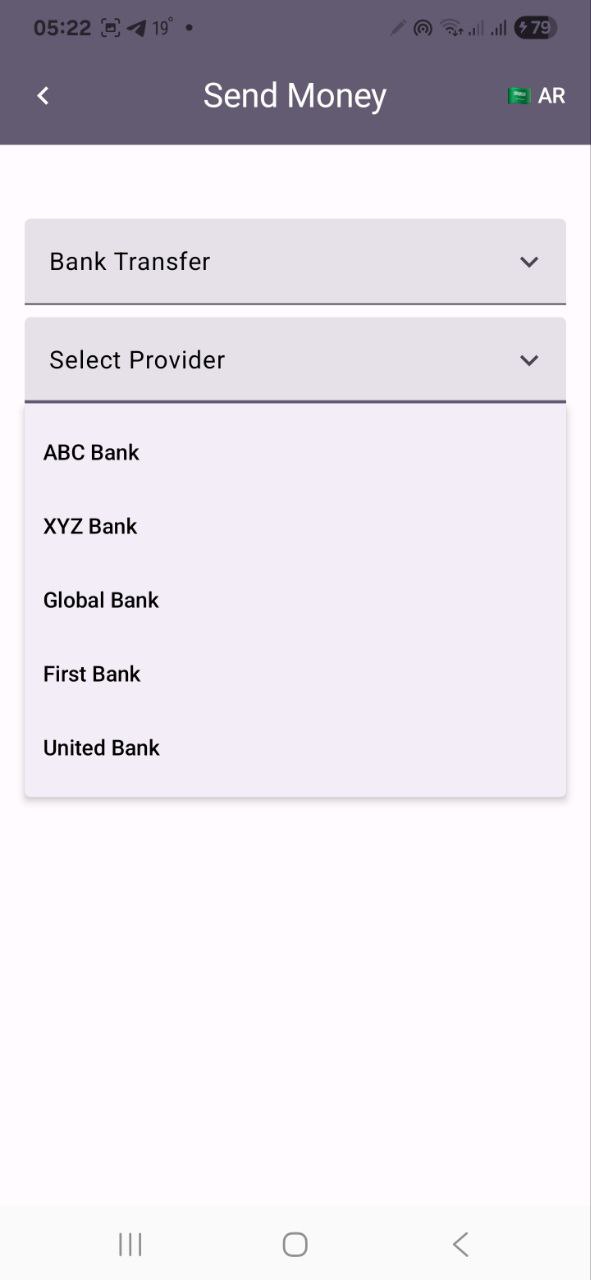 05:22 19°
79
Send Money
AR
Bank Transfer
Select Provider
ABC Bank
XYZ Bank
Global Bank
First Bank
United Bank